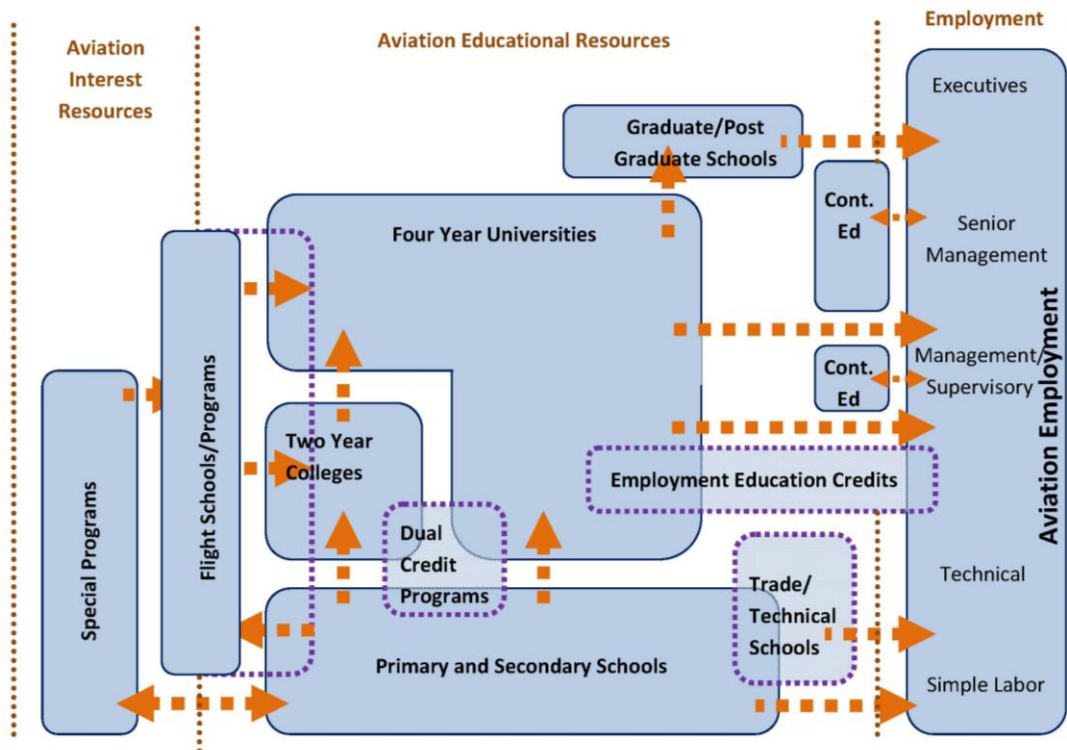 Aviation
Interest
Resources
Aviation Educational Resources
Employment
Graduate/Post
Graduate Schools
Executives
Four Year Universities
Cont.
Ed
Senior
Management
Flight Schools/Programs
Special Programs
Cont.
Ed
Management/
Supervisory
Aviation Employment
Two Year
Colleges
Employment Education Credits
Dual
Credit
Programs
Trade/
Technical
Schools
Technical
Primary and Secondary Schools
Simple Labor